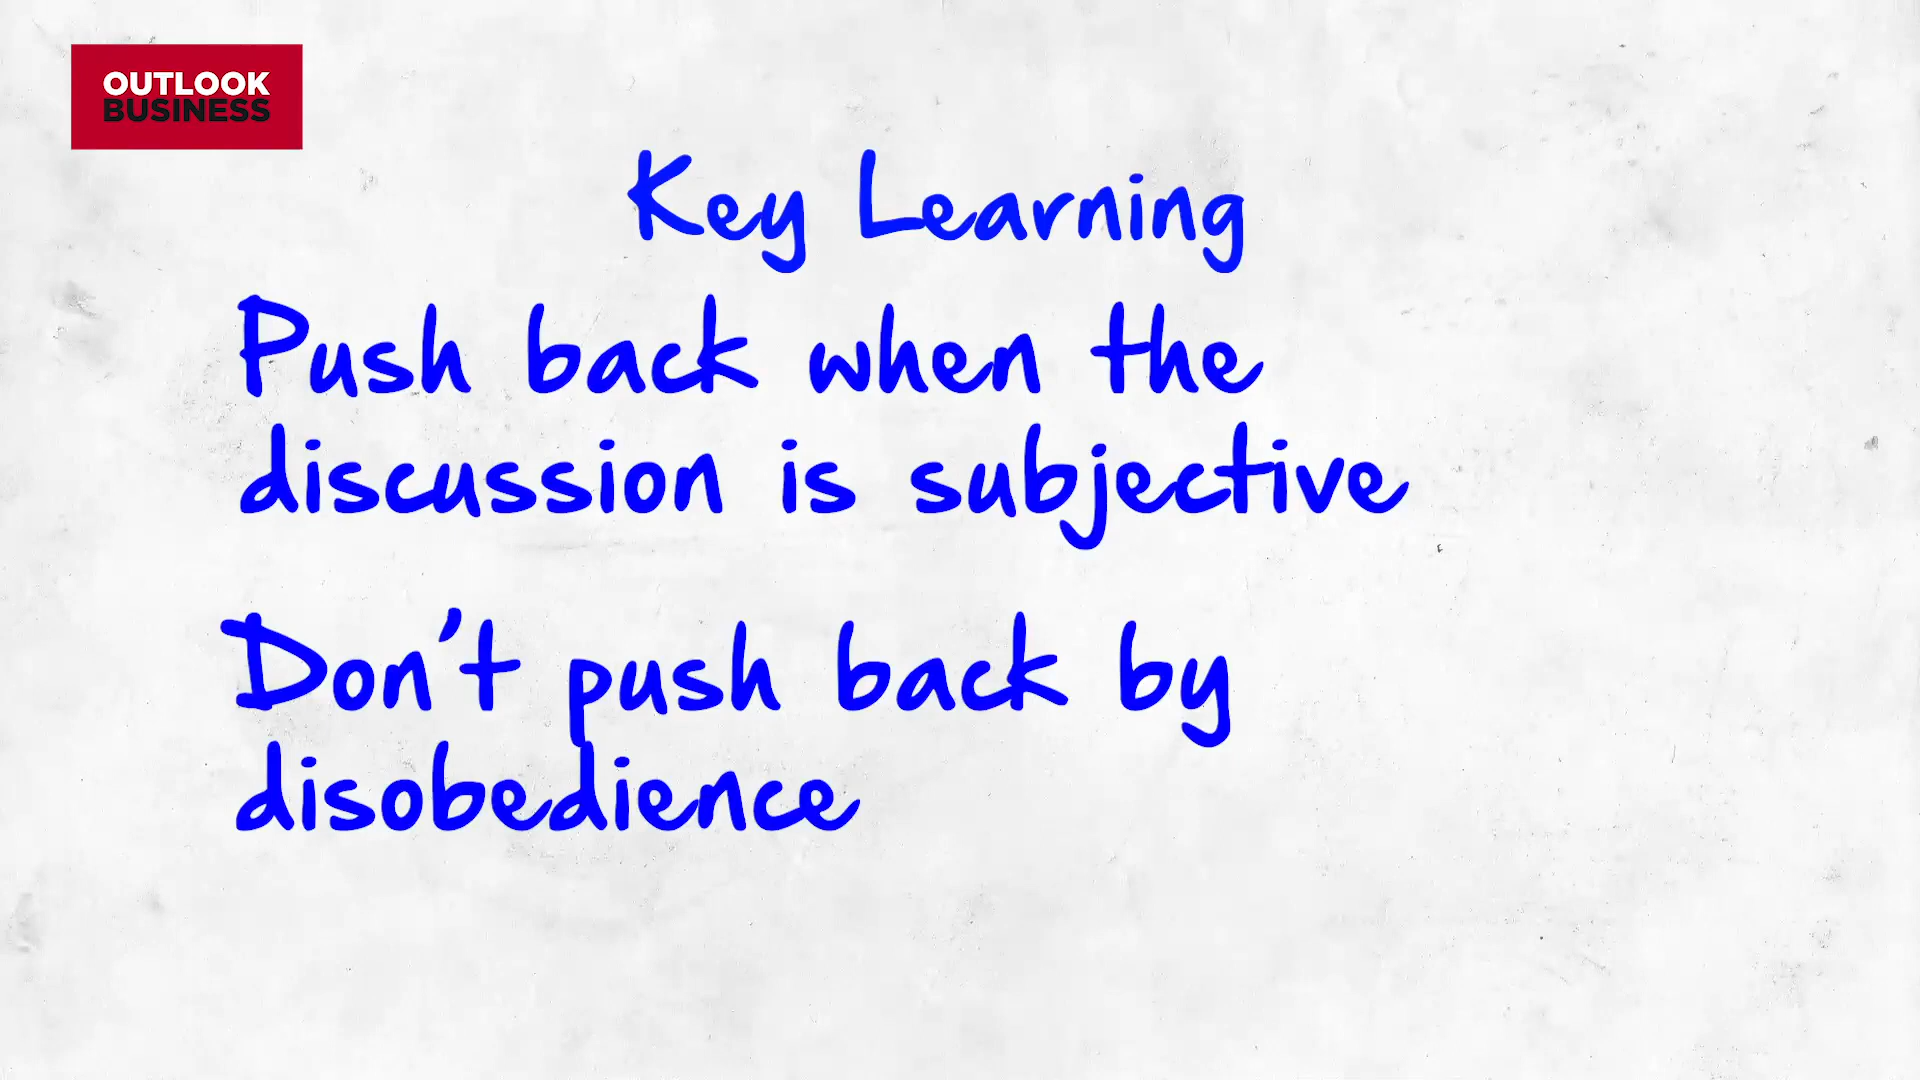 OUTLOOK
BUSINESS
Key Learning
Push back when the
discussion is subjective
Don't push back by
disobedience